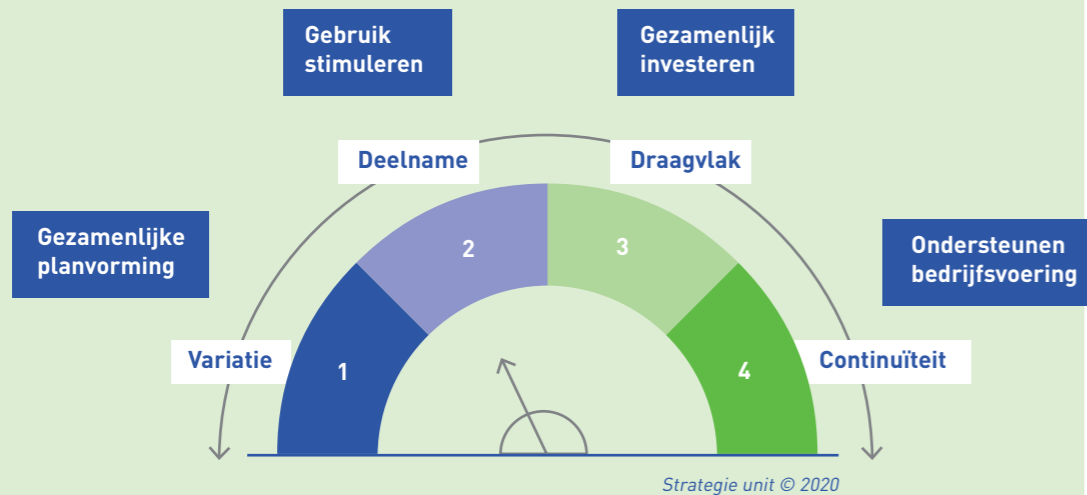 Gebruik
stimuleren
Gezamenlijk
investeren
Deelname
Draagvlak
Gezamenlijke
planvorming
2
3
Ondersteunen
bedrijfsvoering
Variatie
1
4
Continuïteit
Strategie unit © 2020